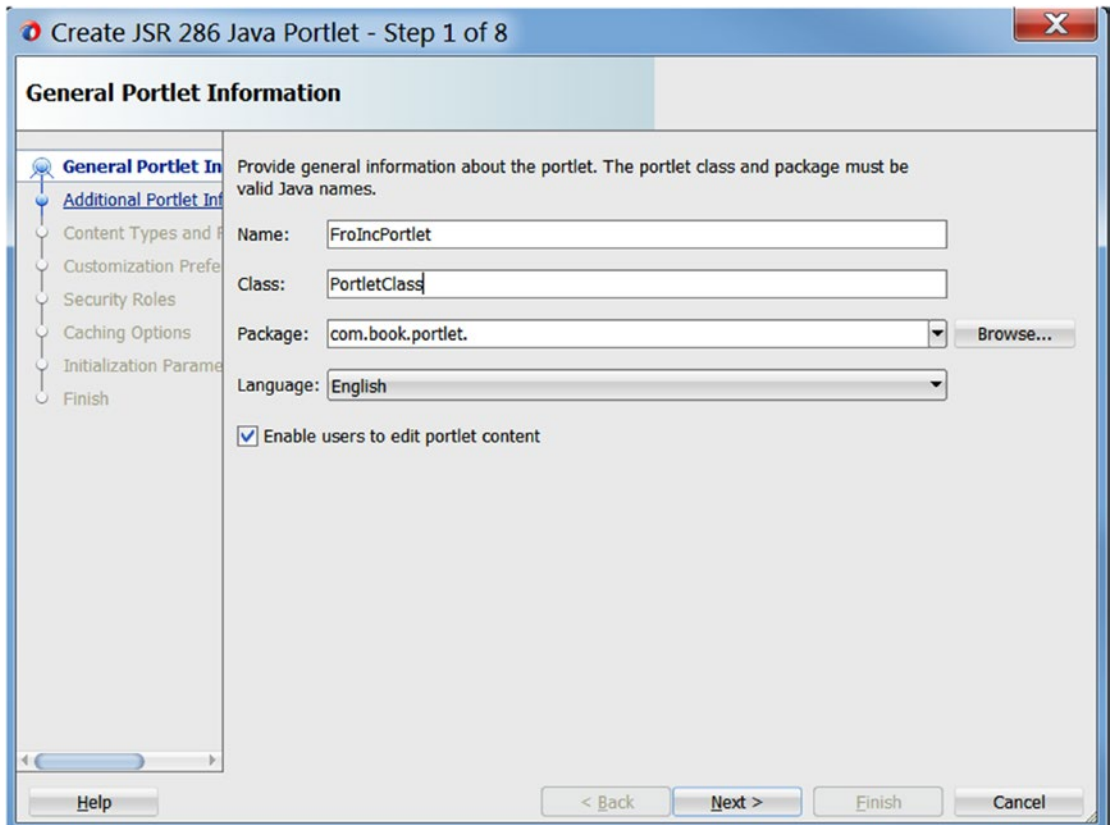 Create JSR 286 Java Portlet - Step 1 of 8
General Portlet Information
General Portlet In
Additional Portlet Inf
Content Types and
Customization Prefe
Security Roles
Caching Options
Initialization Parame
Finish
Provide general information about the portlet. The portlet class and package must be
valid Java names.
Name: FroIncPortlet
Class: PortletClass
Package: com.book.portlet. Browse...
Language: English
Enable users to edit portlet content
Help < Back Next > Finish Cancel